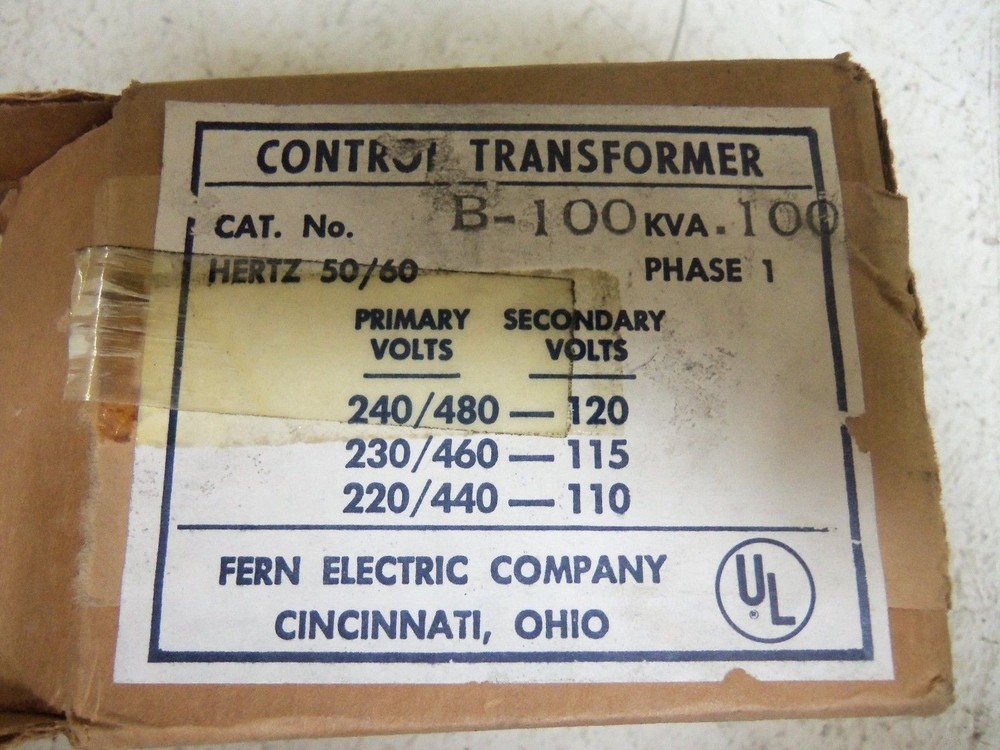 CONTROL TRANSFORMER
CAT. No. B-100 KVA .100
HERTZ 50/60 PHASE 1
PRIMARY SECONDARY
VOLTS VOLTS
240/480 — 120
230/460 — 115
220/440 — 110
FERN ELECTRIC COMPANY
CINCINNATI, OHIO
UL ®